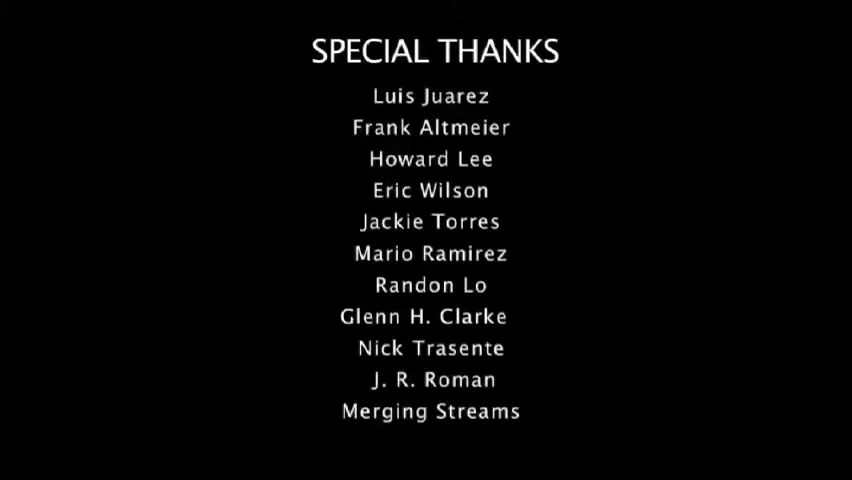 SPECIAL THANKS
Luis Juarez
Frank Altmeier
Howard Lee
Eric Wilson
Jackie Torres
Mario Ramirez
Randon Lo
Glenn H. Clarke
Nick Trasente
J. R. Roman
Merging Streams